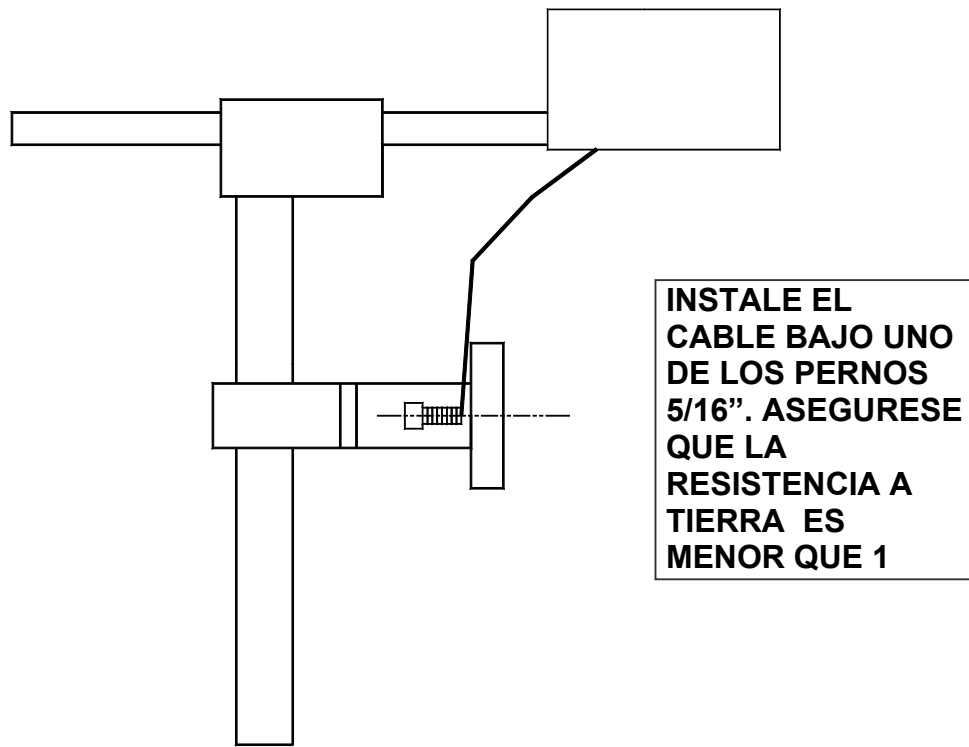 INSTALE EL
CABLE BAJO UNO
DE LOS PERNOS
5/16”. ASEGURESE
QUE LA
RESISTENCIA A
TIERRA  ES
MENOR QUE 1